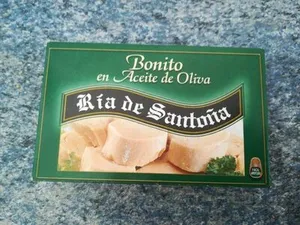 Bonito
en Aceite de Oliva
Ría de Santoña